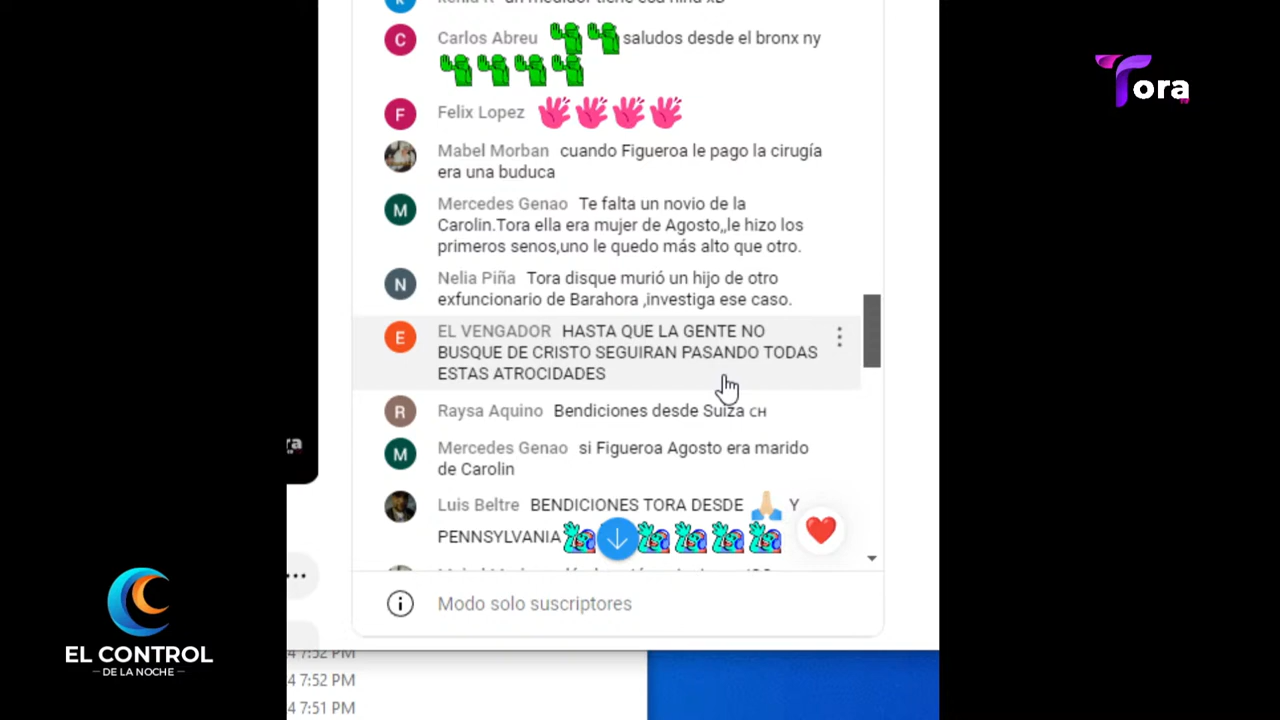 Carlos Abreu saludos desde el bronx ny
Felix Lopez
Mabel Morban cuando Figueroa le pago la cirugía
era una buduca
Mercedes Genao Te falta un novio de la
Carolin.Tora ella era mujer de Agosto,,le hizo los
primeros senos,uno le quedo más alto que otro.
Nelia Piña Tora disque murió un hijo de otro
exfuncionario de Barahora ,investiga ese caso.
EL VENGADOR HASTA QUE LA GENTE NO
BUSQUE DE CRISTO SEGUIRAN PASANDO TODAS
ESTAS ATROCIDADES
Raysa Aquino Bendiciones desde Suiza CH
Mercedes Genao si Figueroa Agosto era marido
de Carolin
Luis Beltre BENDICIONES TORA DESDE Y
PENNSYLVANIA
Modo solo suscriptores
4 7:52 PM
4 7:52 PM
4 7:51 PM
Tora
EL CONTROL
DE LA NOCHE